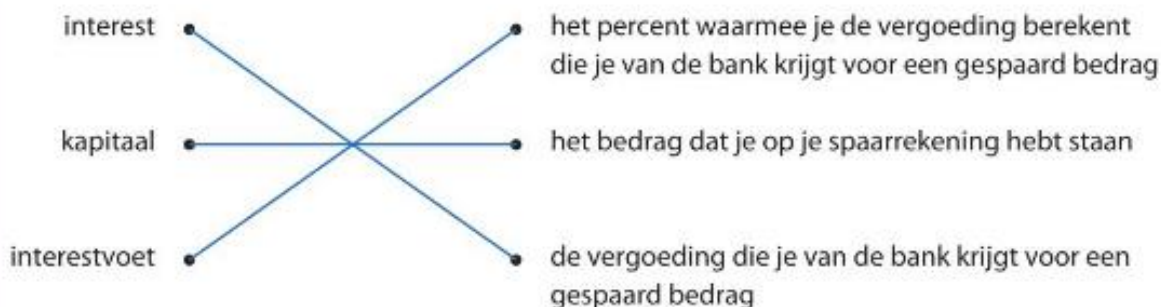 interest
het percent waarmee je de vergoeding berekent
die je van de bank krijgt voor een gespaard bedrag
kapitaal
het bedrag dat je op je spaarrekening hebt staan
interestvoet
de vergoeding die je van de bank krijgt voor een
gespaard bedrag